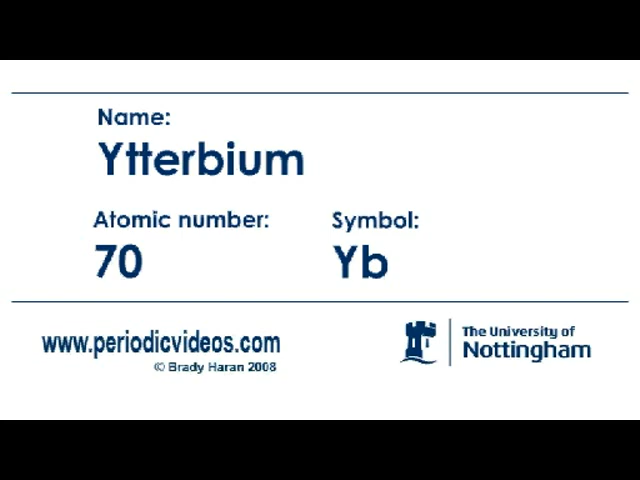 Name:
Ytterbium
Atomic number:
70
Symbol:
Yb
www.periodicvideos.com
© Brady Haran 2008
The University of
Nottingham